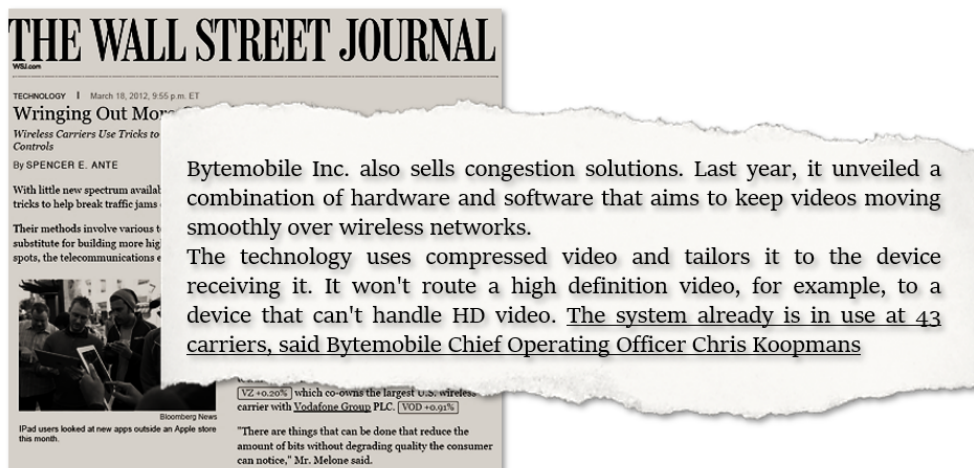 THE WALL STREET JOURNAL
WSJ.com
TECHNOLOGY | March 18, 2012, 9:55 p.m. ET
Wringing Out More
Wireless Carriers Use Tricks to
Controls
By SPENCER E. ANTE
With little new spectrum availab
tricks to help break traffic jams
Their methods involve various t
substitute for building more hig
spots, the telecommunications e
Bytemobile Inc. also sells congestion solutions. Last year, it unveiled a
combination of hardware and software that aims to keep videos moving
smoothly over wireless networks.
The technology uses compressed video and tailors it to the device
receiving it. It won't route a high definition video, for example, to a
device that can't handle HD video. The system already is in use at 43
carriers, said Bytemobile Chief Operating Officer Chris Koopmans
Bloomberg News
IPad users looked at new apps outside an Apple store
this month.
VZ +0.20% which co-owns the largest U.S. wireless
carrier with Vodafone Group PLC. VOD +0.91%
"There are things that can be done that reduce the
amount of bits without degrading quality the consumer
can notice," Mr. Melone said.